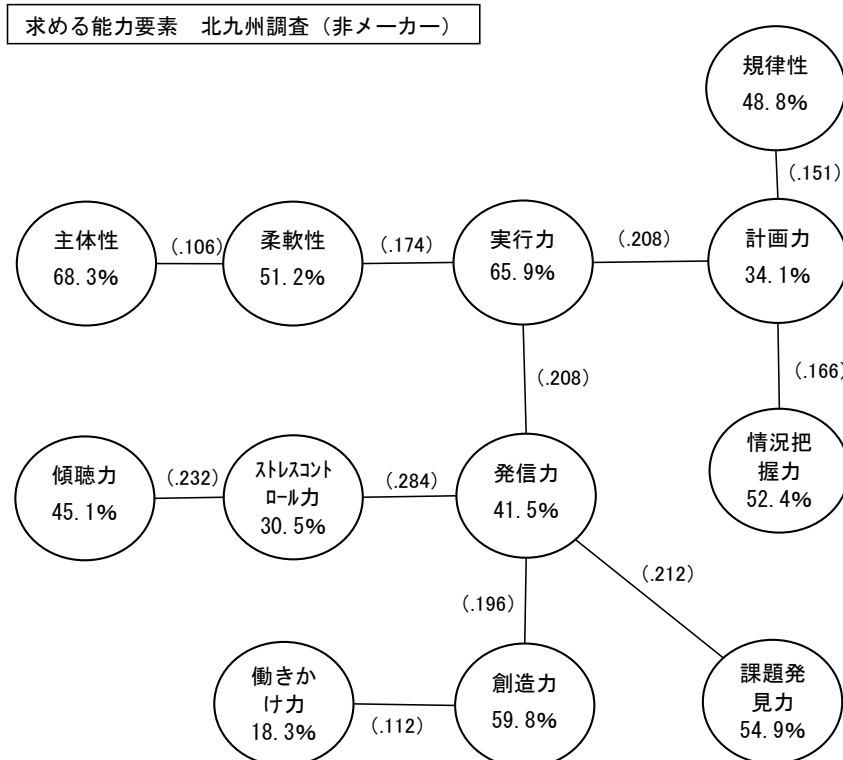 求める能力要素　北九州調査（非メーカー）
規律性
48.8%
(.151)
主体性
68.3%
(.106)
柔軟性
51.2%
(.174)
実行力
65.9%
(.208)
計画力
34.1%
(.208)
(.166)
傾聴力
45.1%
(.232)
ストレスコント
ロール力
30.5%
(.284)
発信力
41.5%
情況把
握力
52.4%
(.196)
(.212)
働きか
け力
18.3%
(.112)
創造力
59.8%
課題発
見力
54.9%